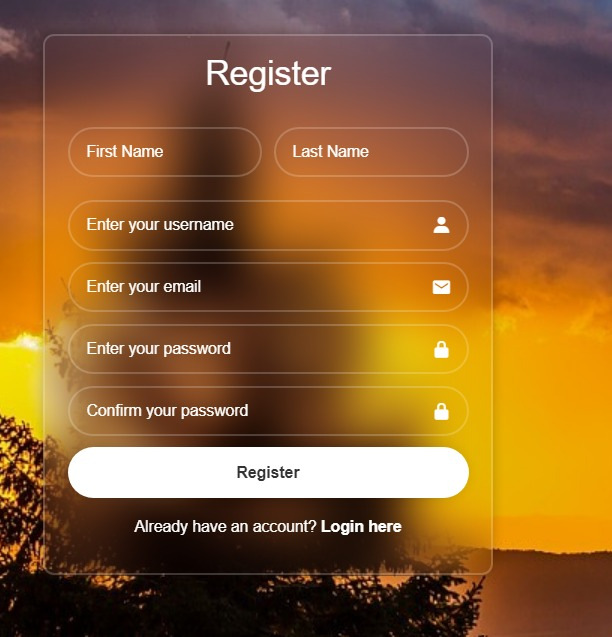 Register
First Name
Last Name
Enter your username
Enter your email
Enter your password
Confirm your password
Register
Already have an account? Login here